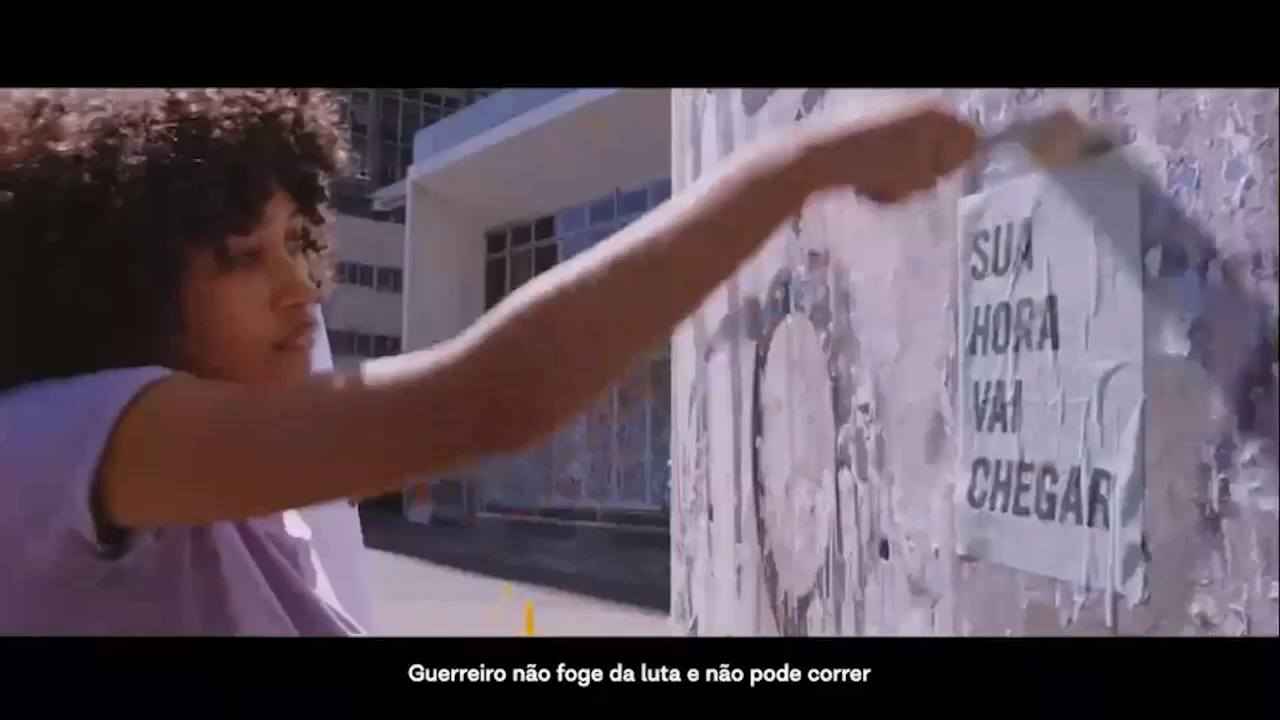 SUA
HORA
VAI
CHEGAR
Guerreiro não foge da luta e não pode correr